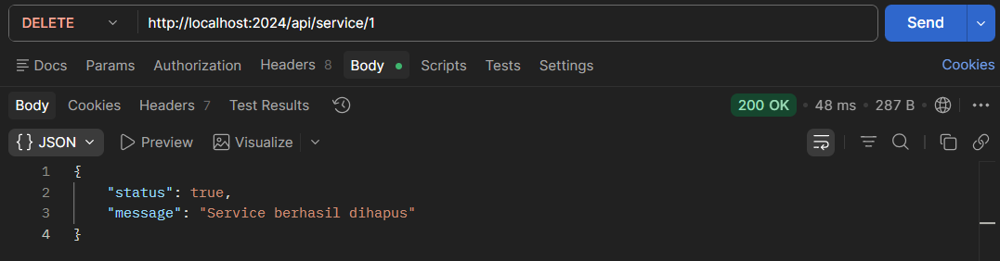 DELETE http://localhost:2024/api/service/1 Send
Docs Params Authorization Headers 8 Body Scripts Tests Settings Cookies
Body Cookies Headers 7 Test Results 200 OK • 48 ms • 287 B •
{} JSON Preview Visualize
1 {
2 "status": true,
3 "message": "Service berhasil dihapus"
4 }